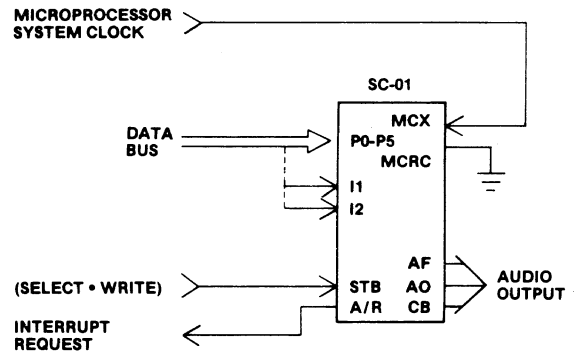 MICROPROCESSOR
SYSTEM CLOCK
SC-01
MCX
DATA
BUS
P0-P5
MCRC
I1
I2
AF
(SELECT • WRITE)
STB
AO
AUDIO
OUTPUT
A/R
CB
INTERRUPT
REQUEST